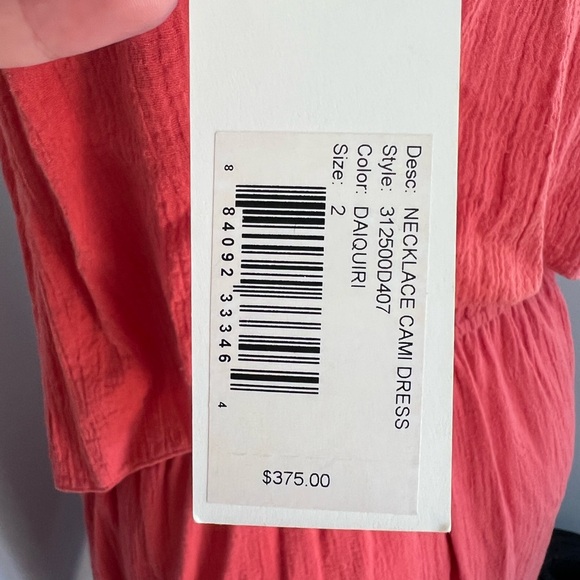 Desc: NECKLACE CAMI DRESS
Style: 312500D407
Color: DAIQUIRI
Size: 2
8 84092 33346 4
$375.00